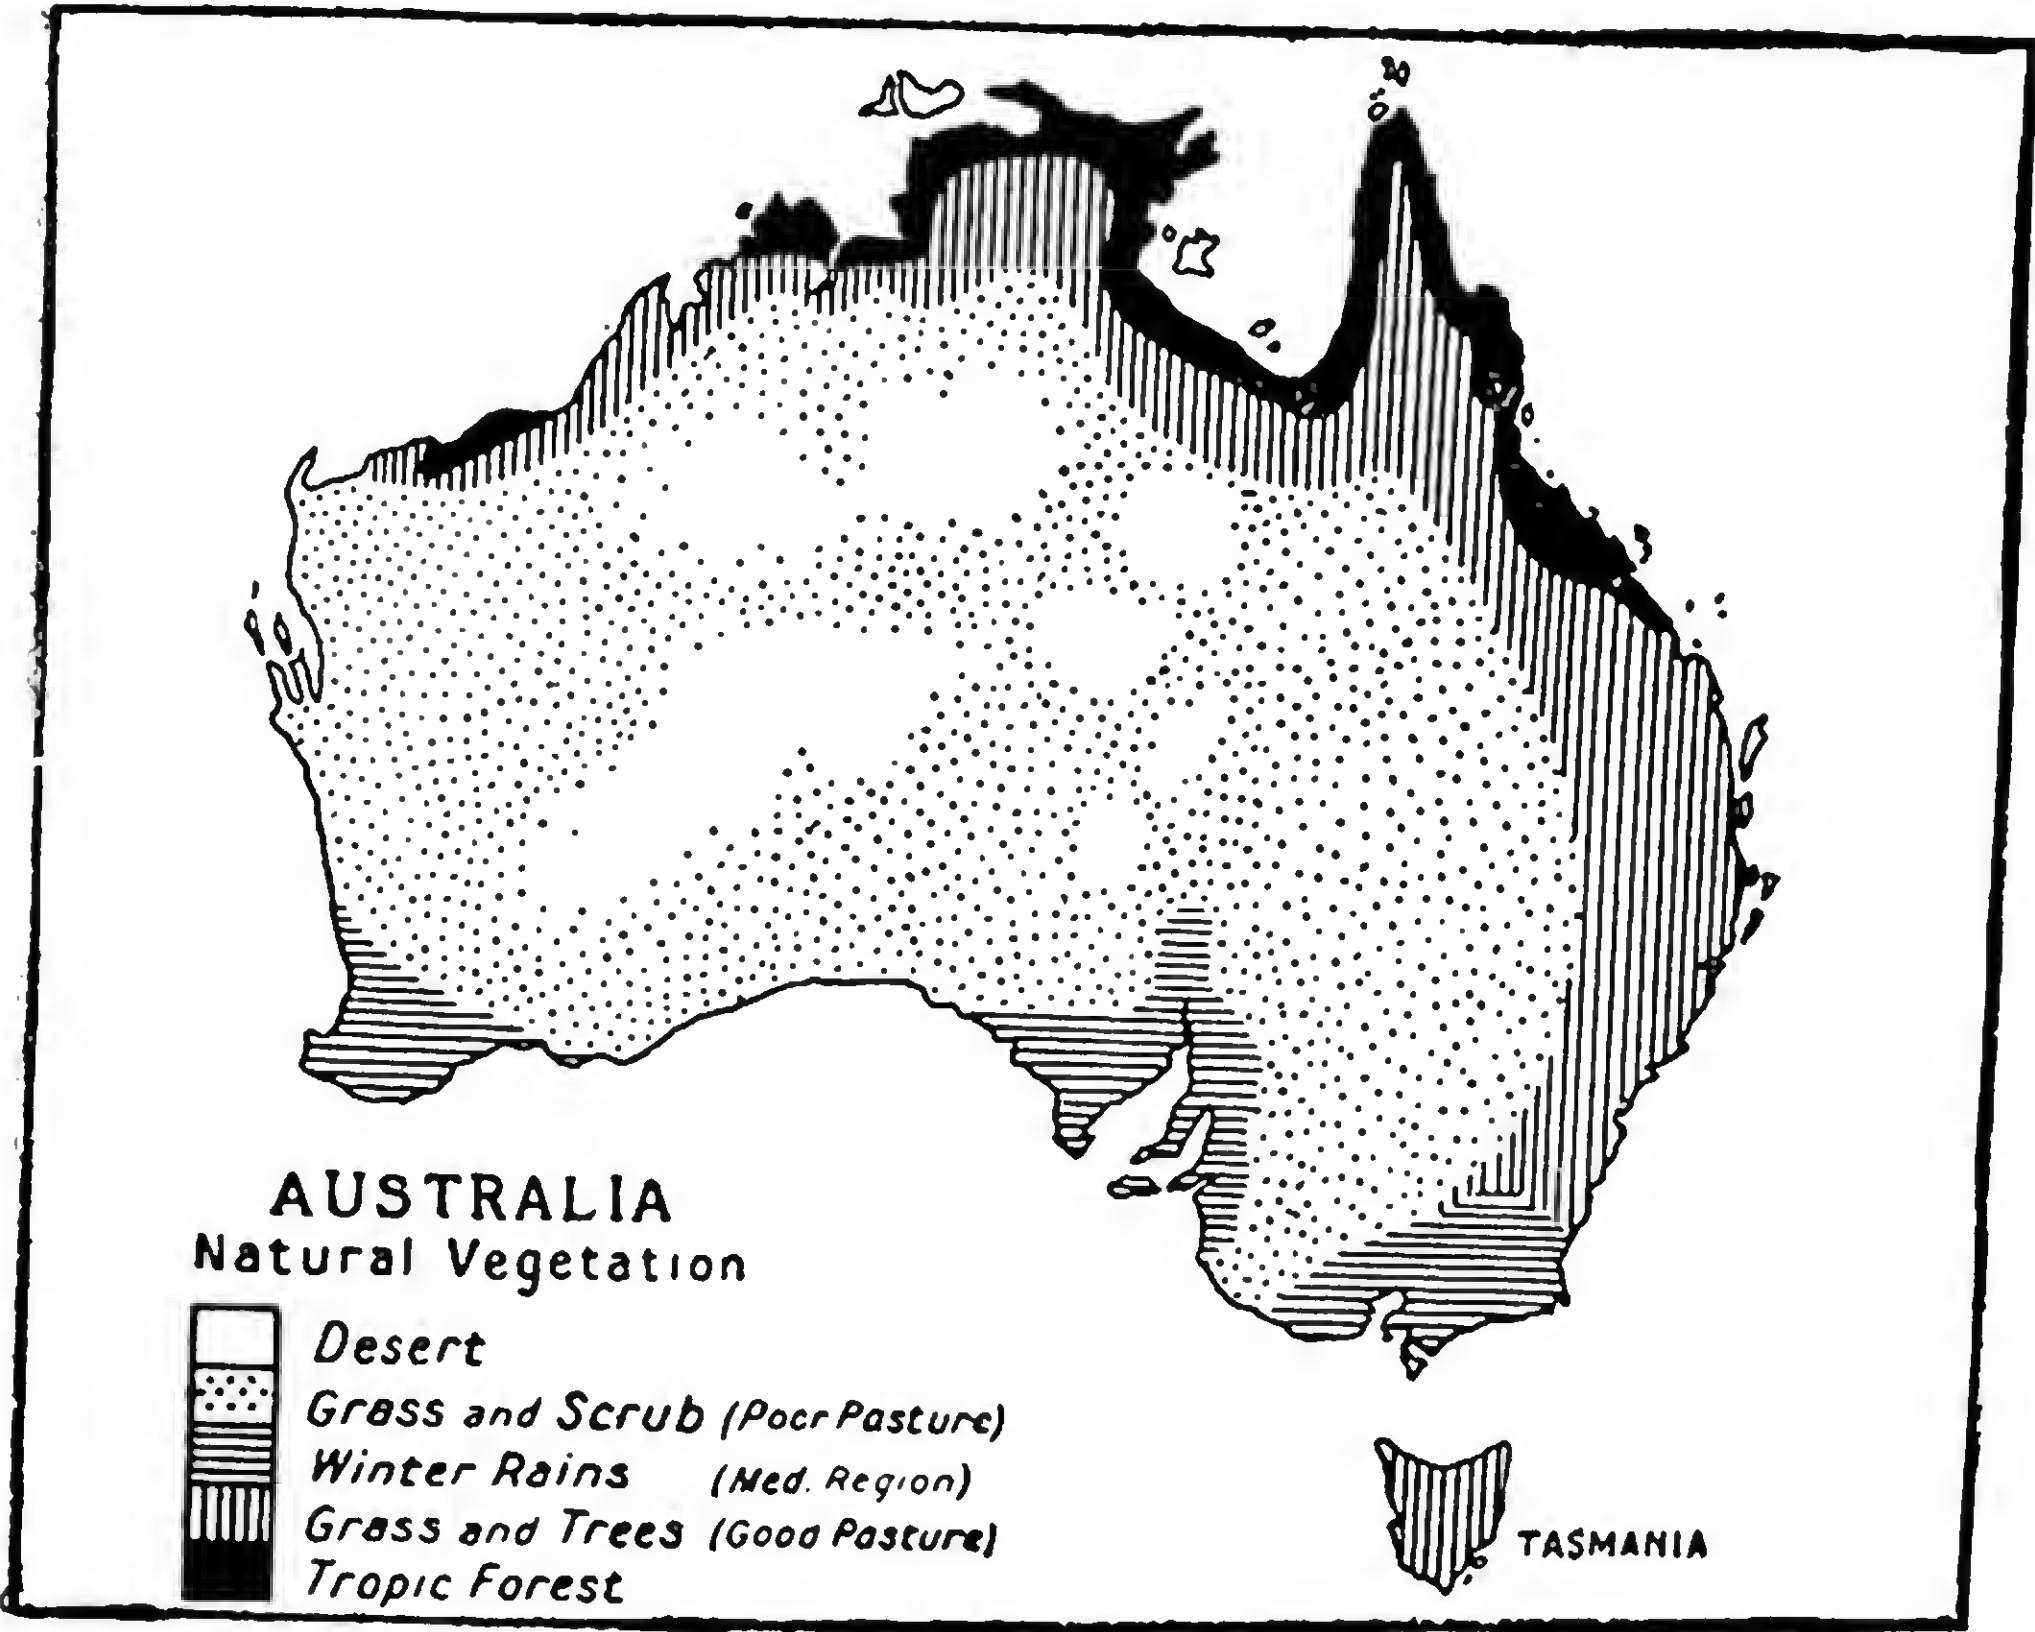 AUSTRALIA
Natural Vegetation
Desert
Grass and Scrub (Poor Pasture)
Winter Rains (Med. Region)
Grass and Trees (Good Pasture)
Tropic Forest
TASMANIA